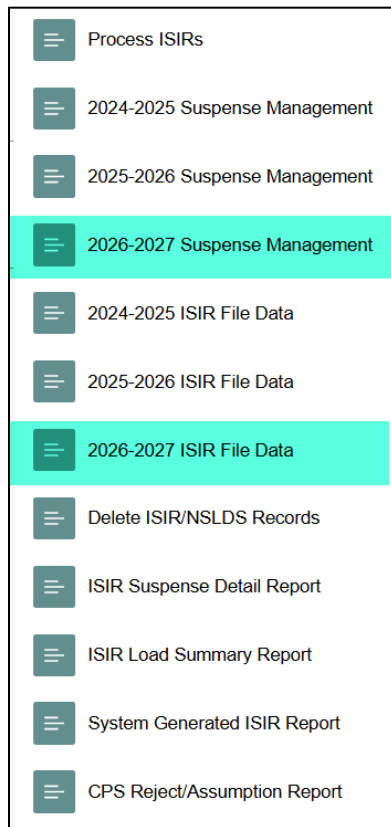 Process ISIRs
2024-2025 Suspense Management
2025-2026 Suspense Management
2026-2027 Suspense Management
2024-2025 ISIR File Data
2025-2026 ISIR File Data
2026-2027 ISIR File Data
Delete ISIR/NSLDS Records
ISIR Suspense Detail Report
ISIR Load Summary Report
System Generated ISIR Report
CPS Reject/Assumption Report